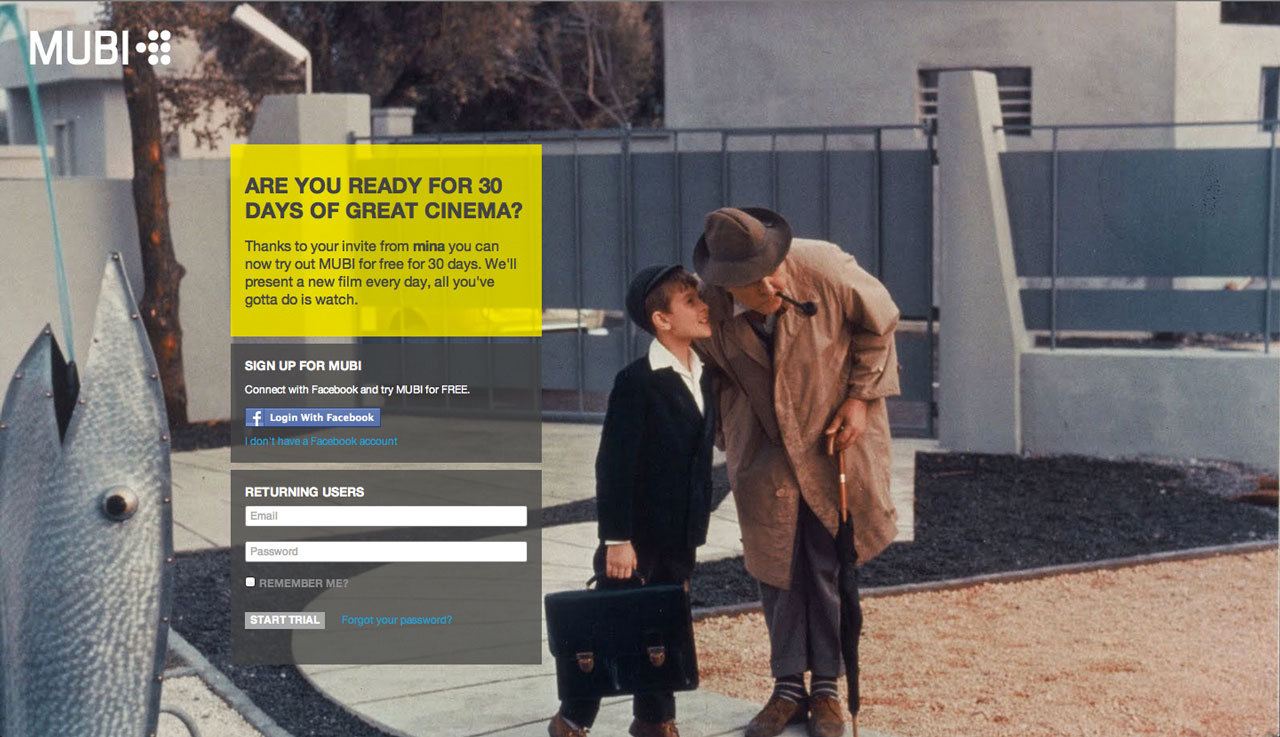 MUBI
ARE YOU READY FOR 30
DAYS OF GREAT CINEMA?
Thanks to your invite from mina you can
now try out MUBI for free for 30 days. We'll
present a new film every day, all you've
gotta do is watch.
SIGN UP FOR MUBI
Connect with Facebook and try MUBI for FREE.
f Login With Facebook
I don't have a Facebook account
RETURNING USERS
Email
Password
REMEMBER ME?
START TRIAL Forgot your password?